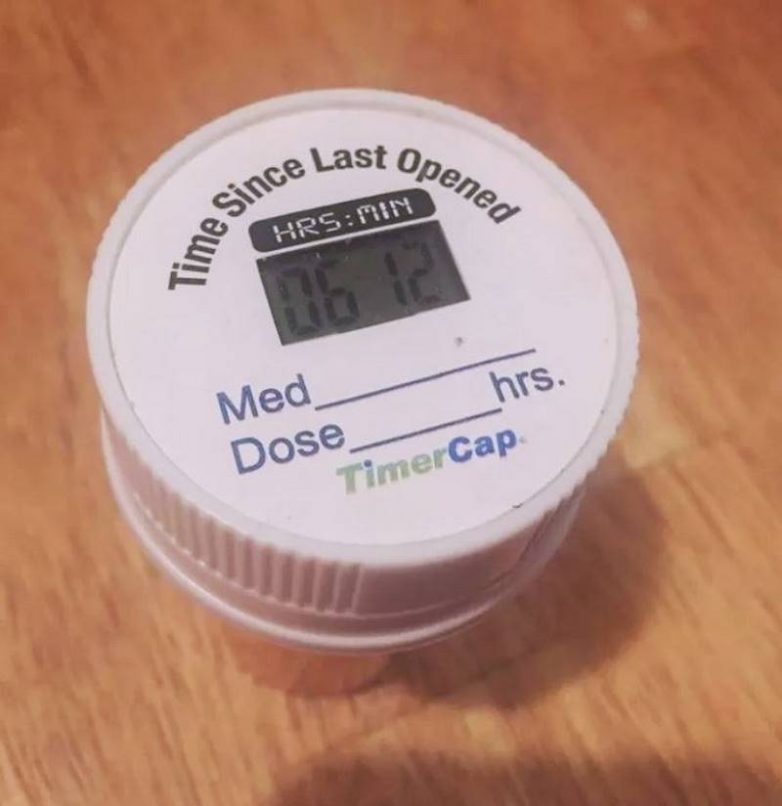 Time Since Last Opened
HRS:MIN
06 12
Med
Dose hrs.
TimerCap